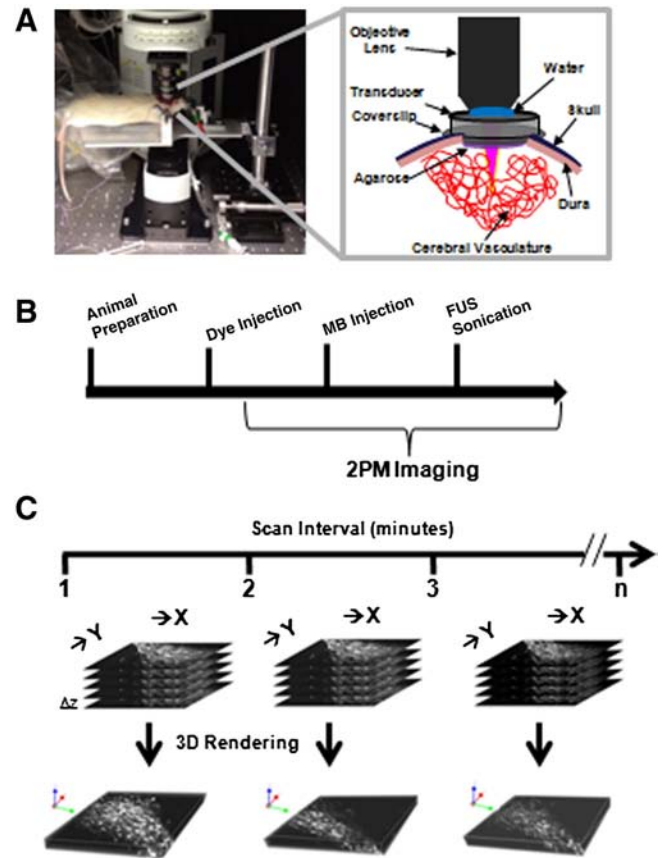 A
Objective
Lens
Water
Transducer
Coverslip
Skull
Agarose
Dura
Cerebral Vasculature
B
Animal
Preparation
Dye Injection
MB Injection
FUS
Sonication
2PM Imaging
C
Scan Interval (minutes)
1 2 3 n
→X →X →X
→Y →Y →Y
Δz
3D Rendering